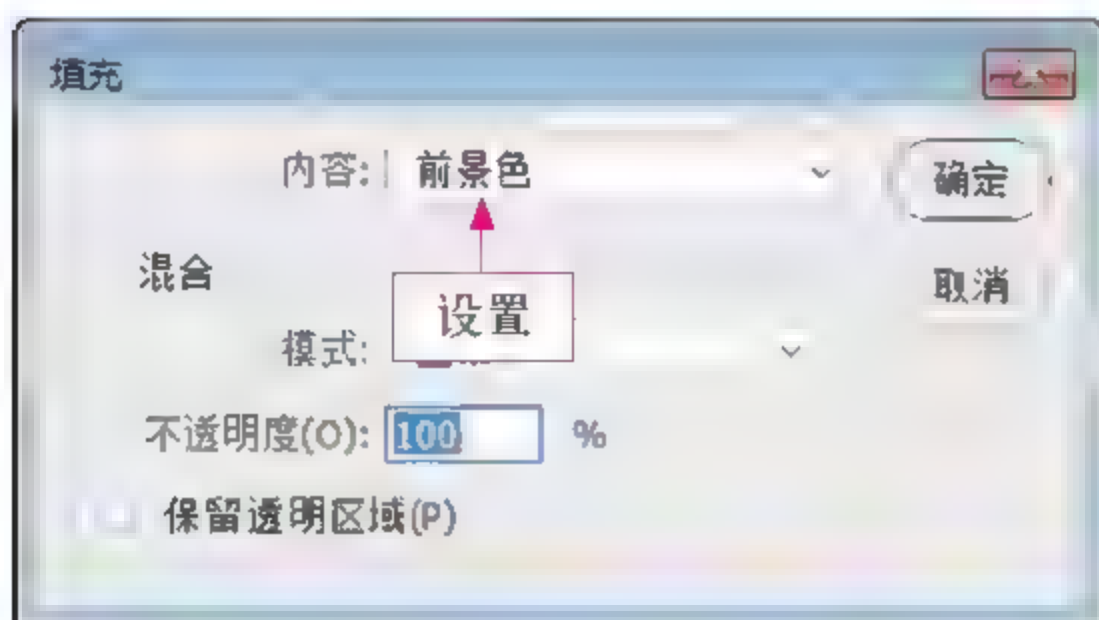 填充
内容: 前景色
确定
混合
设置
取消
模式:
不透明度(O): 100 %
保留透明区域(P)